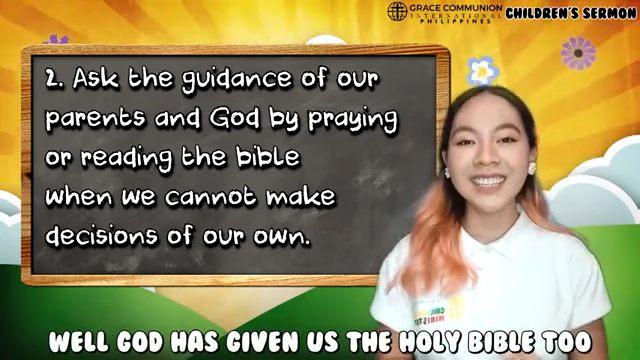 GRACE COMMUNION
INTERNATIONAL
PHILIPPINES
CHILDREN'S SERMON
2. Ask the guidance of our
parents and God by praying
or reading the bible
when we cannot make
decisions of our own.
WELL GOD HAS GIVEN US THE HOLY BIBLE TOO